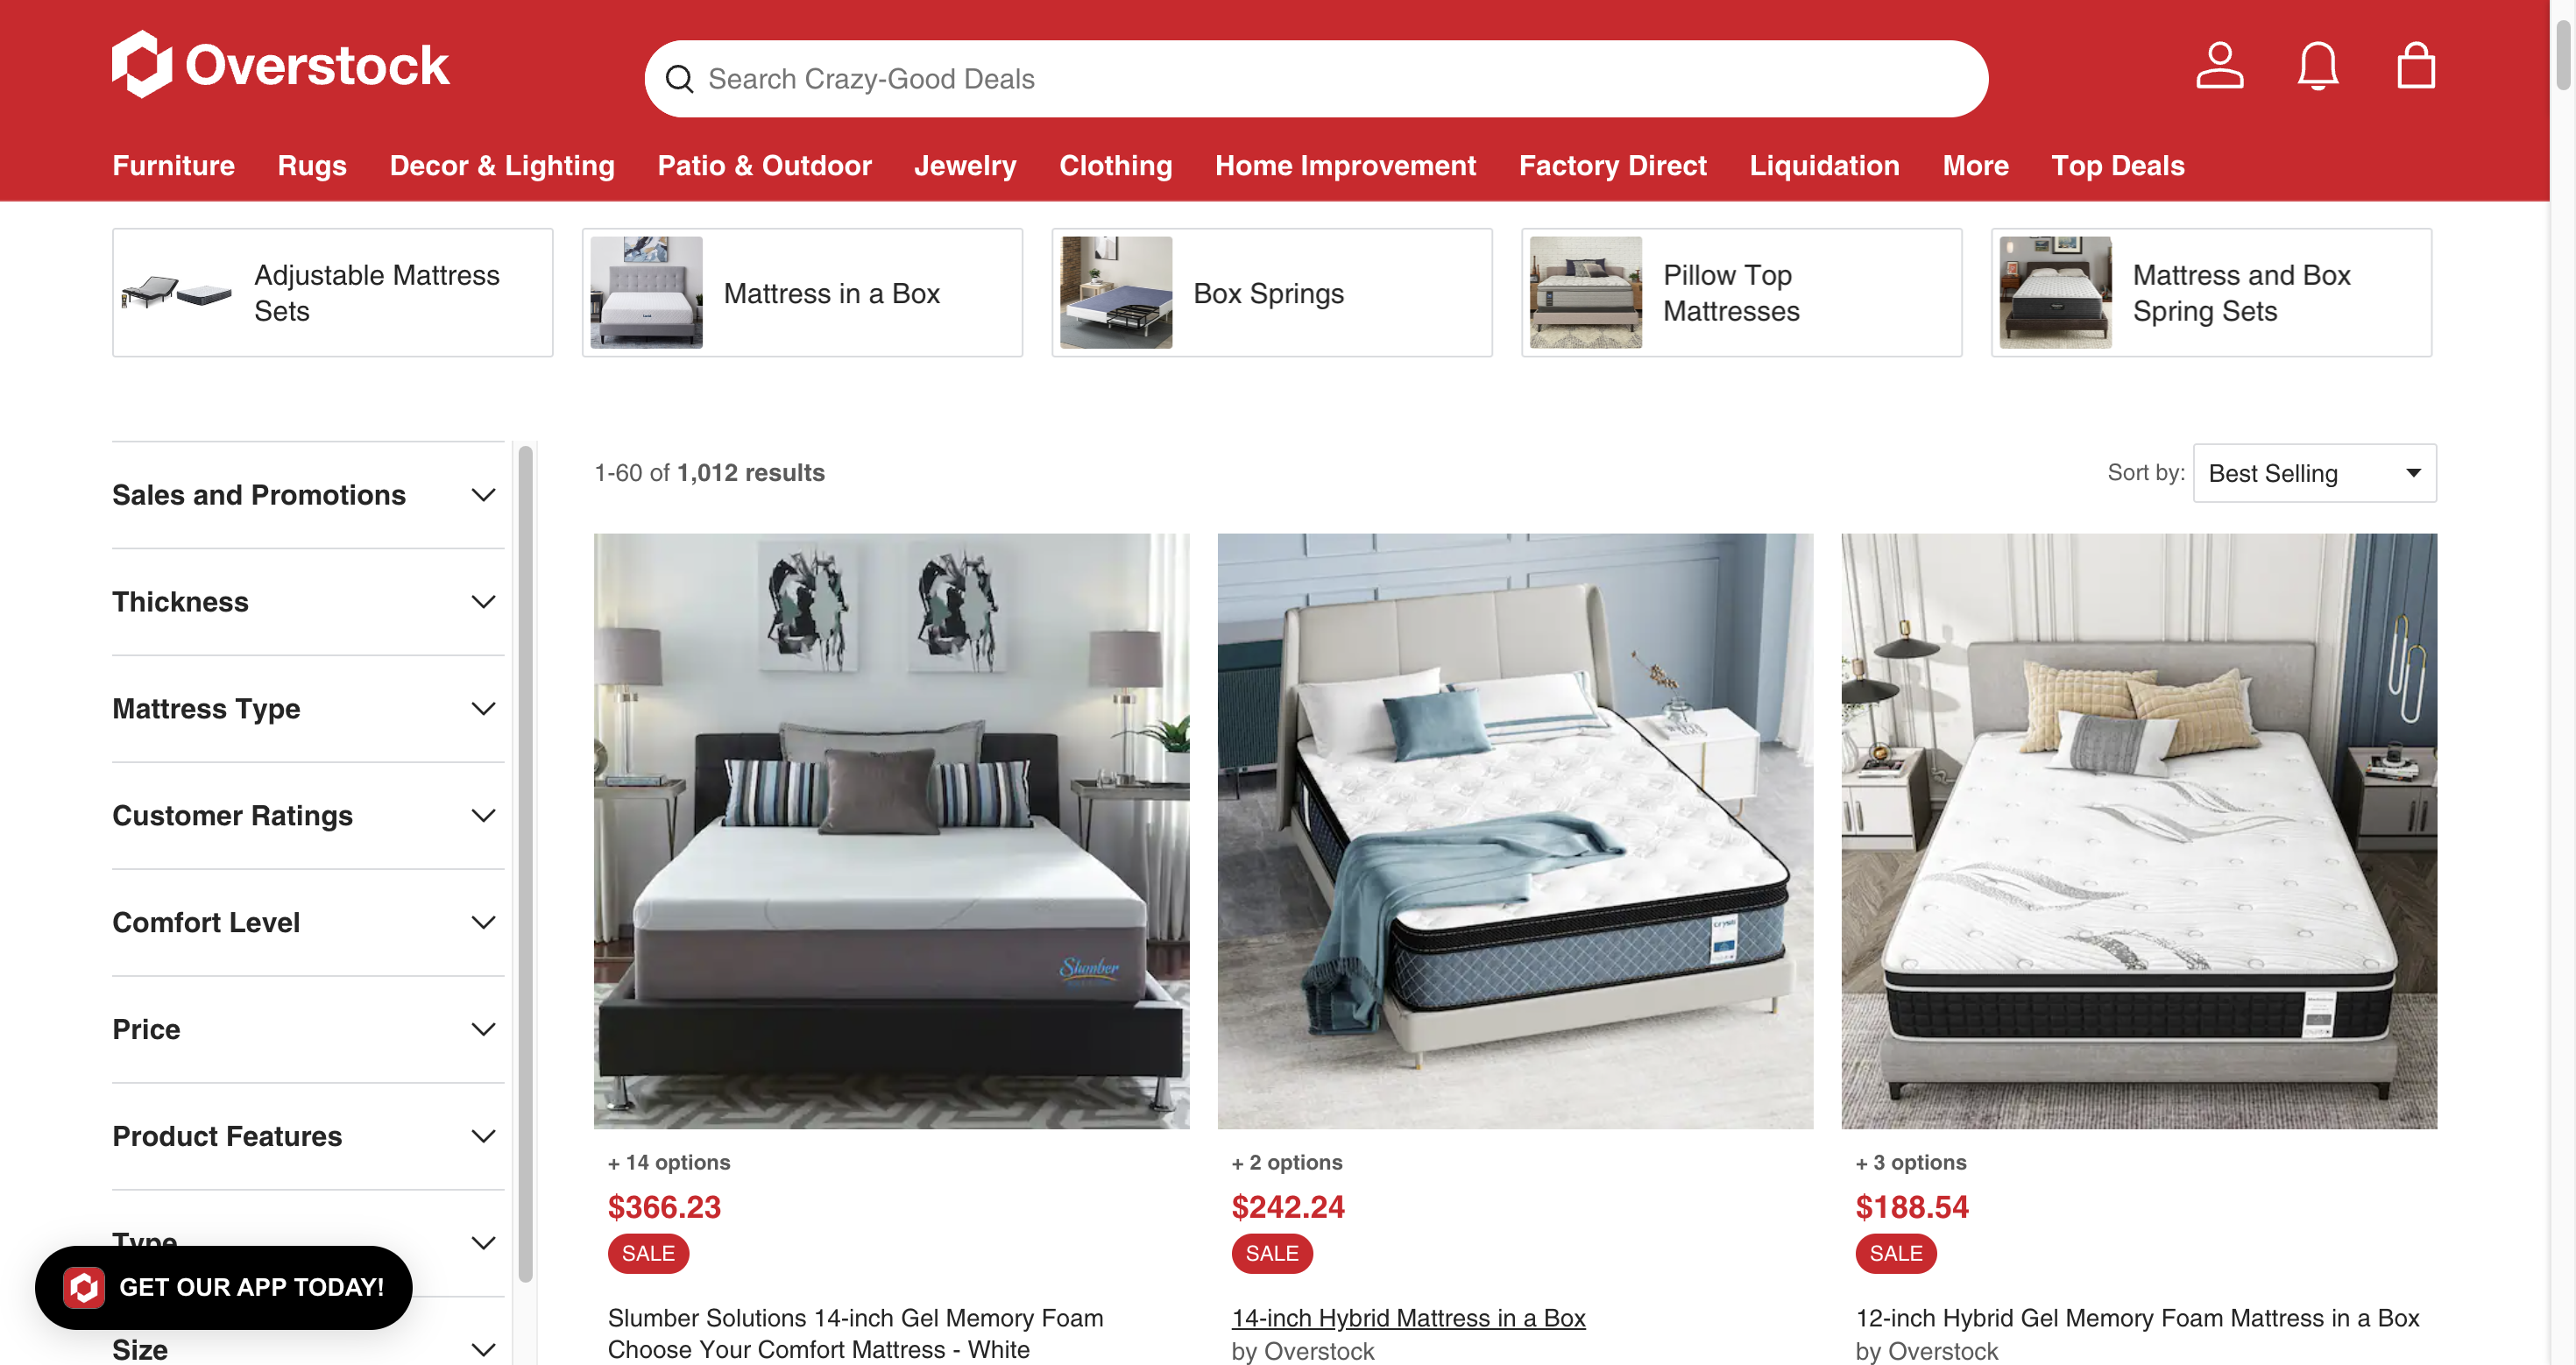 Overstock
Search Crazy-Good Deals
Furniture Rugs Decor & Lighting Patio & Outdoor Jewelry Clothing Home Improvement Factory Direct Liquidation More Top Deals
Adjustable Mattress
Sets
Mattress in a Box
Box Springs
Pillow Top
Mattresses
Mattress and Box
Spring Sets
Sales and Promotions
Thickness
Mattress Type
Customer Ratings
Comfort Level
Price
Product Features
Type
Size
GET OUR APP TODAY!
1-60 of 1,012 results
Sort by: Best Selling
Slumber
+ 14 options
$366.23
SALE
Slumber Solutions 14-inch Gel Memory Foam
Choose Your Comfort Mattress - White
+ 2 options
$242.24
SALE
14-inch Hybrid Mattress in a Box
by Overstock
+ 3 options
$188.54
SALE
12-inch Hybrid Gel Memory Foam Mattress in a Box
by Overstock